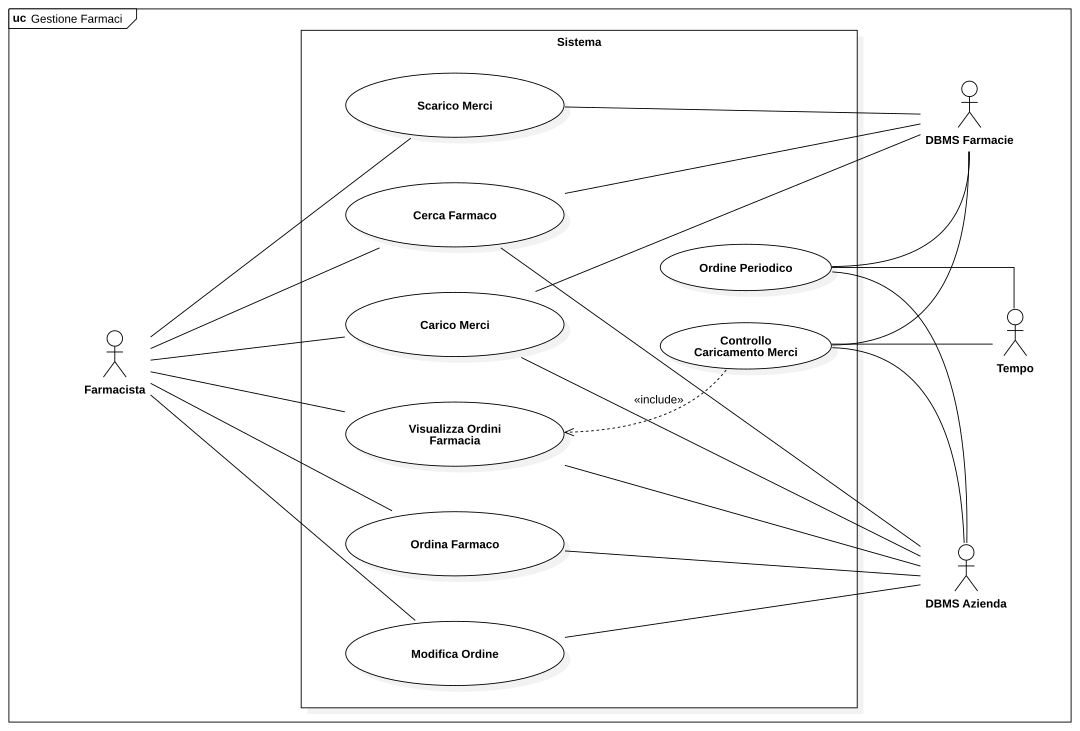 uc Gestione Farmaci
Sistema
Scarico Merci
DBMS Farmacie
Cerca Farmaco
Ordine Periodico
Carico Merci
Controllo
Caricamento Merci
Tempo
Farmacista
«include»
Visualizza Ordini
Farmacia
Ordina Farmaco
DBMS Azienda
Modifica Ordine